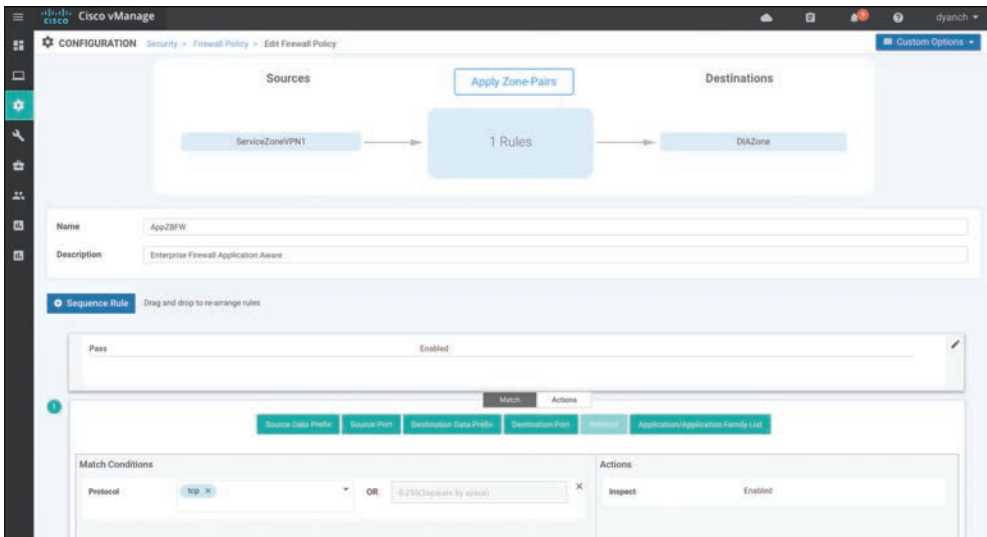 cisco Cisco vManage
dyanch
CONFIGURATION Security > Firewall Policy > Edit Firewall Policy
Custom Options
Sources
Apply Zone-Pairs
Destinations
ServiceZoneVPN1
1 Rules
DIAZone
Name AppZBFW
Description Enterprise Firewall Application Aware
Sequence Rule Drag and drop to re-arrange rules
Pass Enabled
1
Match Actions
Source Data Prefix Source Port Destination Data Prefix Destination Port Protocol Application/Application Family List
Match Conditions
Actions
Protocol tcp × OR 0-255(Separate by space) ×
Inspect Enabled